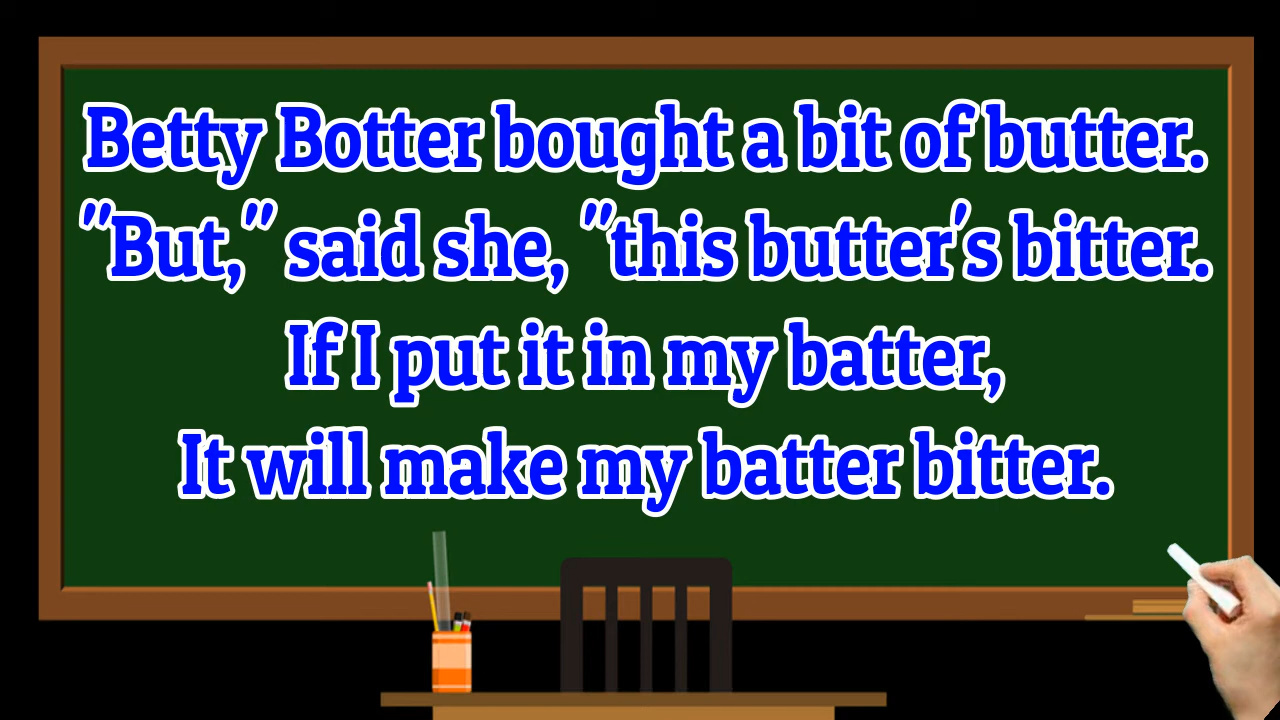 Betty Botter bought a bit of butter.
"But," said she, "this butter's bitter.
If I put it in my batter,
It will make my batter bitter.